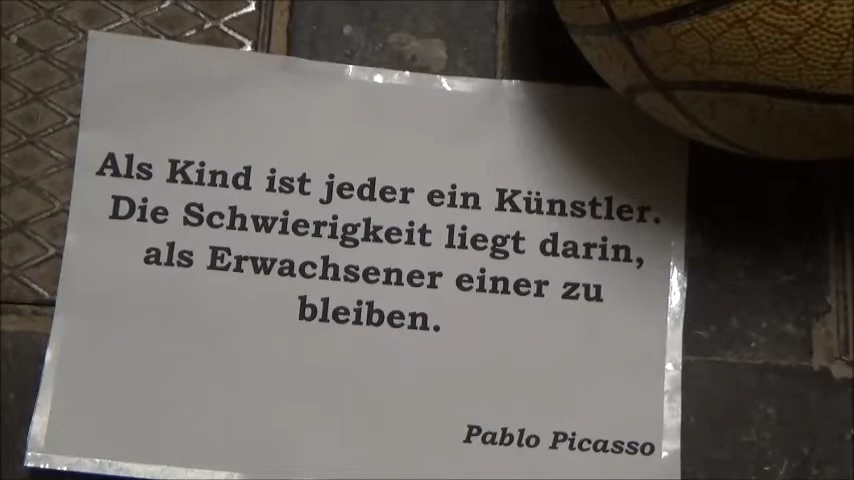 Als Kind ist jeder ein Künstler.
Die Schwierigkeit liegt darin,
als Erwachsener einer zu
bleiben.
Pablo Picasso